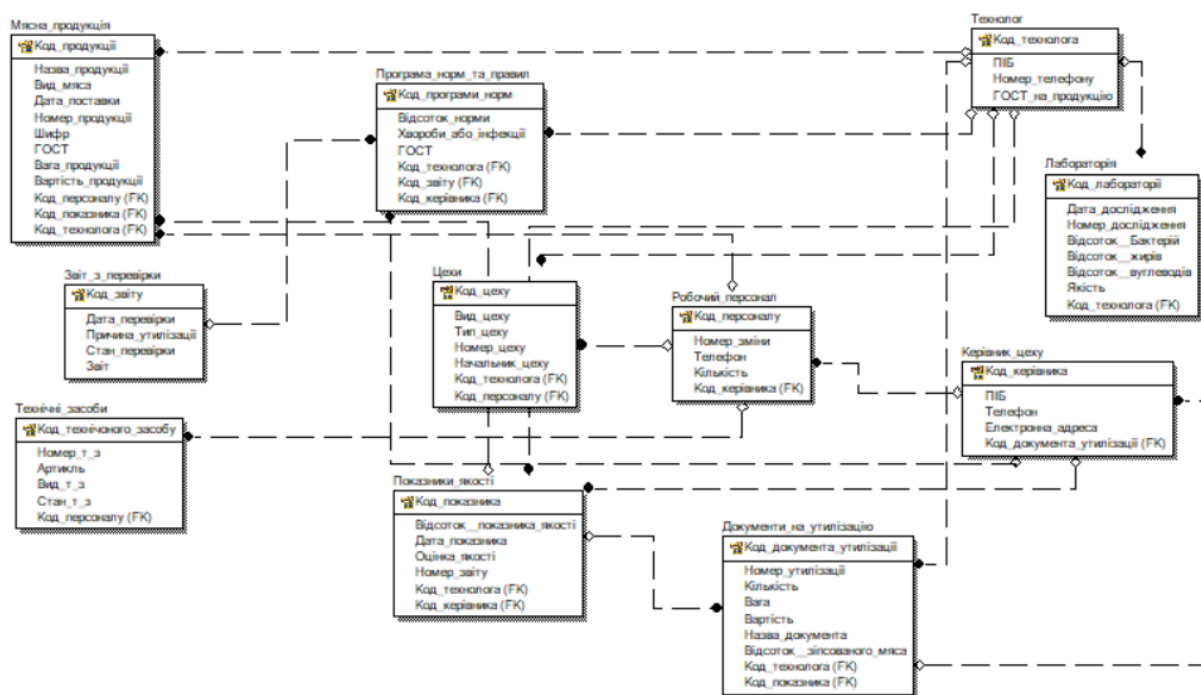 Мясна_продукція
Код_продукції
Назва_продукції
Вид_мяса
Дата_поставки
Номер_продукції
Шифр
ГОСТ
Вага_продукції
Вартість_продукції
Код_персоналу (FK)
Код_показника (FK)
Код_технолога (FK)
Програма_норм_та_правил
Код_програми_норм
Відсоток_норми
Хвороби_або_інфекції
ГОСТ
Код_технолога (FK)
Код_звіту (FK)
Код_керівника (FK)
Технолог
Код_технолога
ПІБ
Номер_телефону
ГОСТ_на_продукцію
Лабораторія
Код_лабораторії
Дата_дослідження
Номер_дослідження
Відсоток__Бактерій
Відсоток__жирів
Відсоток__вуглеводів
Якість
Код_технолога (FK)
Звіт_з_перевірки
Код_звіту
Дата_перевірки
Причина_утилізації
Стан_перевірки
Звіт
Цехи
Код_цеху
Вид_цеху
Тип_цеху
Номер_цеху
Начальник_цеху
Код_технолога (FK)
Код_персоналу (FK)
Робочий_персонал
Код_персоналу
Номер_зміни
Телефон
Кількість
Код_керівника (FK)
Керівник_цеху
Код_керівника
ПІБ
Телефон
Електронна_адреса
Код_документа_утилізації (FK)
Технічні_засоби
Код_технічоного_засобу
Номер_т_з
Артикль
Вид_т_з
Стан_т_з
Код_персоналу (FK)
Показники_якості
Код_показника
Відсоток__показника_якості
Дата_показника
Оцінка_якості
Номер_звіту
Код_технолога (FK)
Код_керівника (FK)
Документи_на_утилізацію
Код_документа_утилізації
Номер_утилізації
Кількість
Вага
Вартість
Назва_документа
Відсоток__зіпсованого_мяса
Код_технолога (FK)
Код_показника (FK)